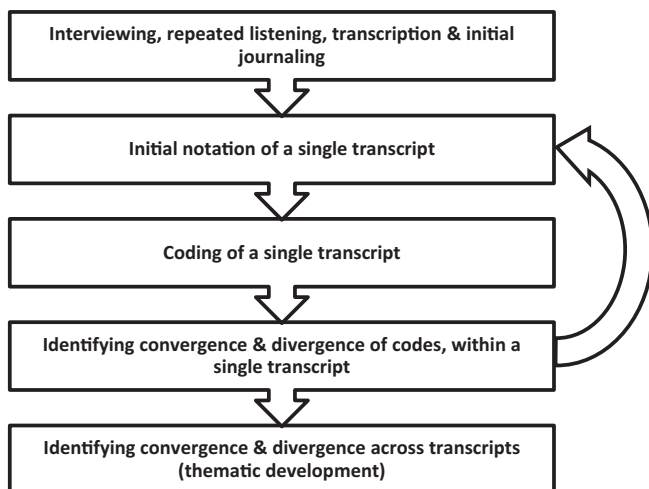 Interviewing, repeated listening, transcription & initial
journaling
Initial notation of a single transcript
Coding of a single transcript
Identifying convergence & divergence of codes, within a
single transcript
Identifying convergence & divergence across transcripts
(thematic development)